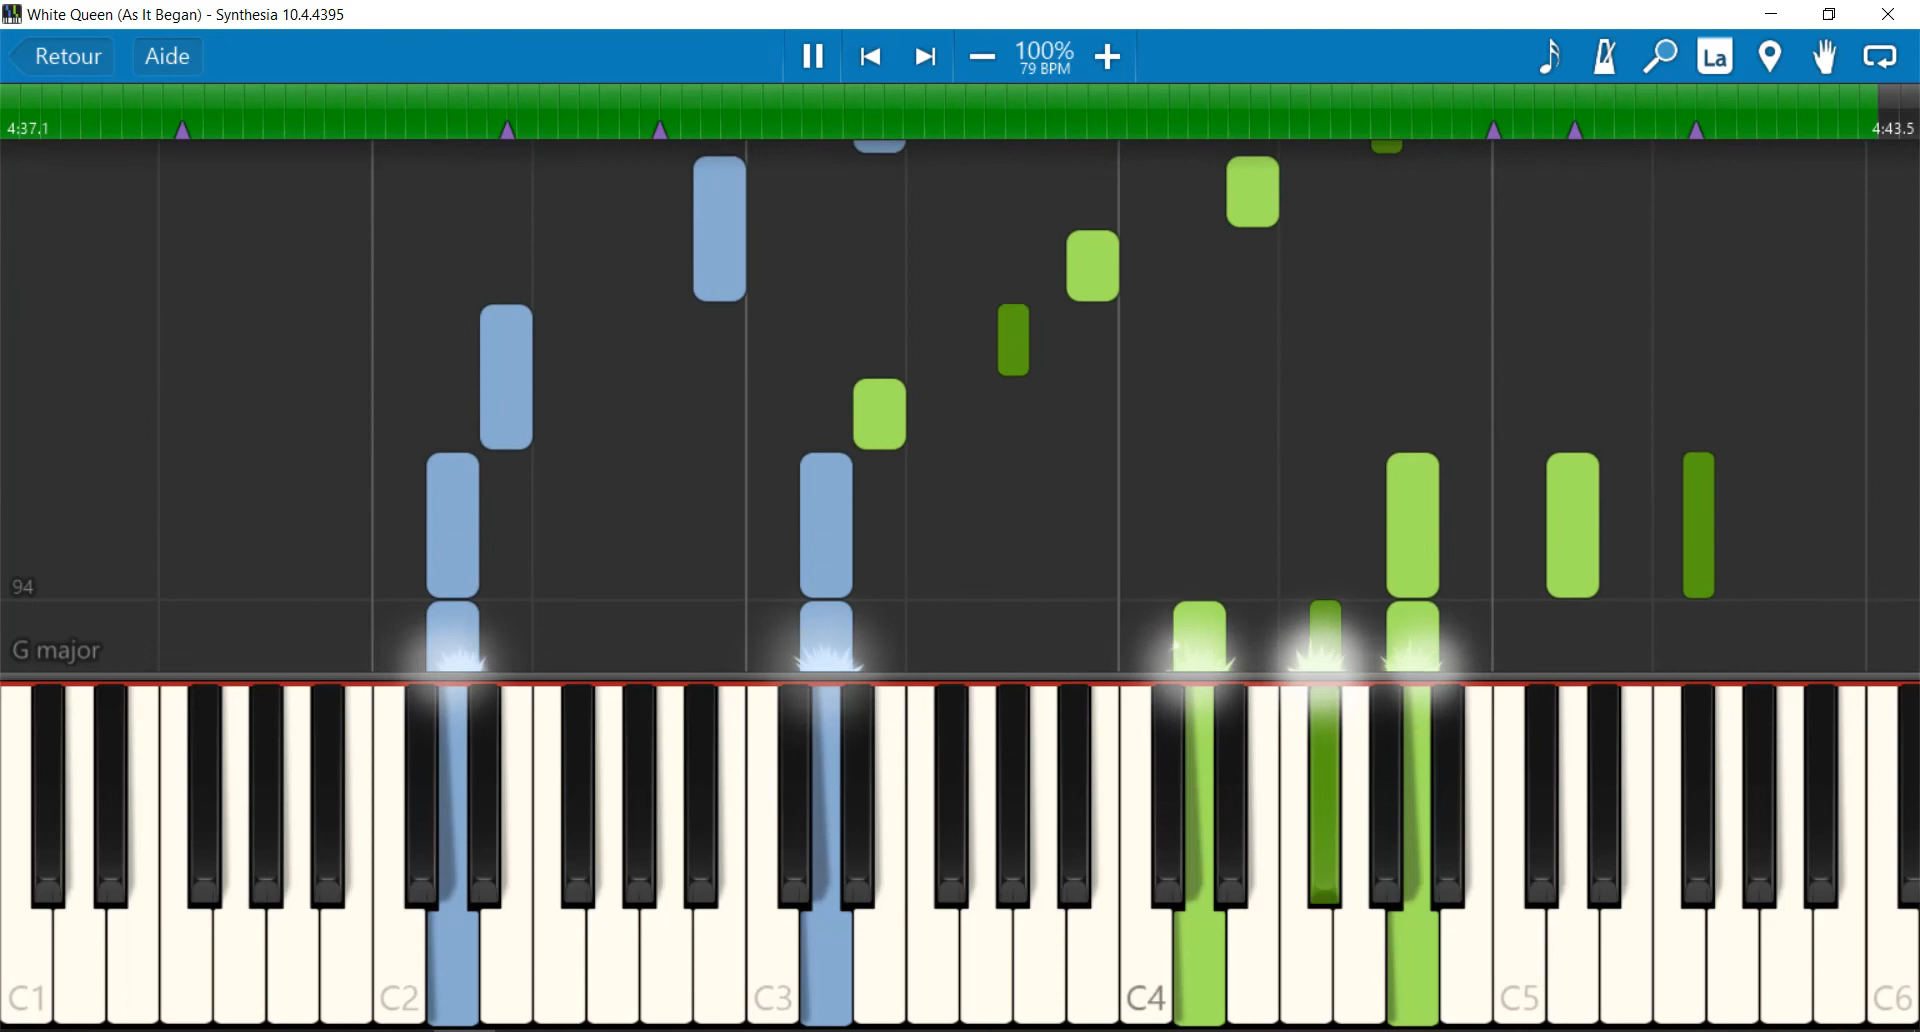 White Queen (As It Began) - Synthesia 10.4.4395
Retour
Aide
100%
79 BPM
La
4:37.1
4:43.5
94
G major
C1
C2
C3
C4
C5
C6